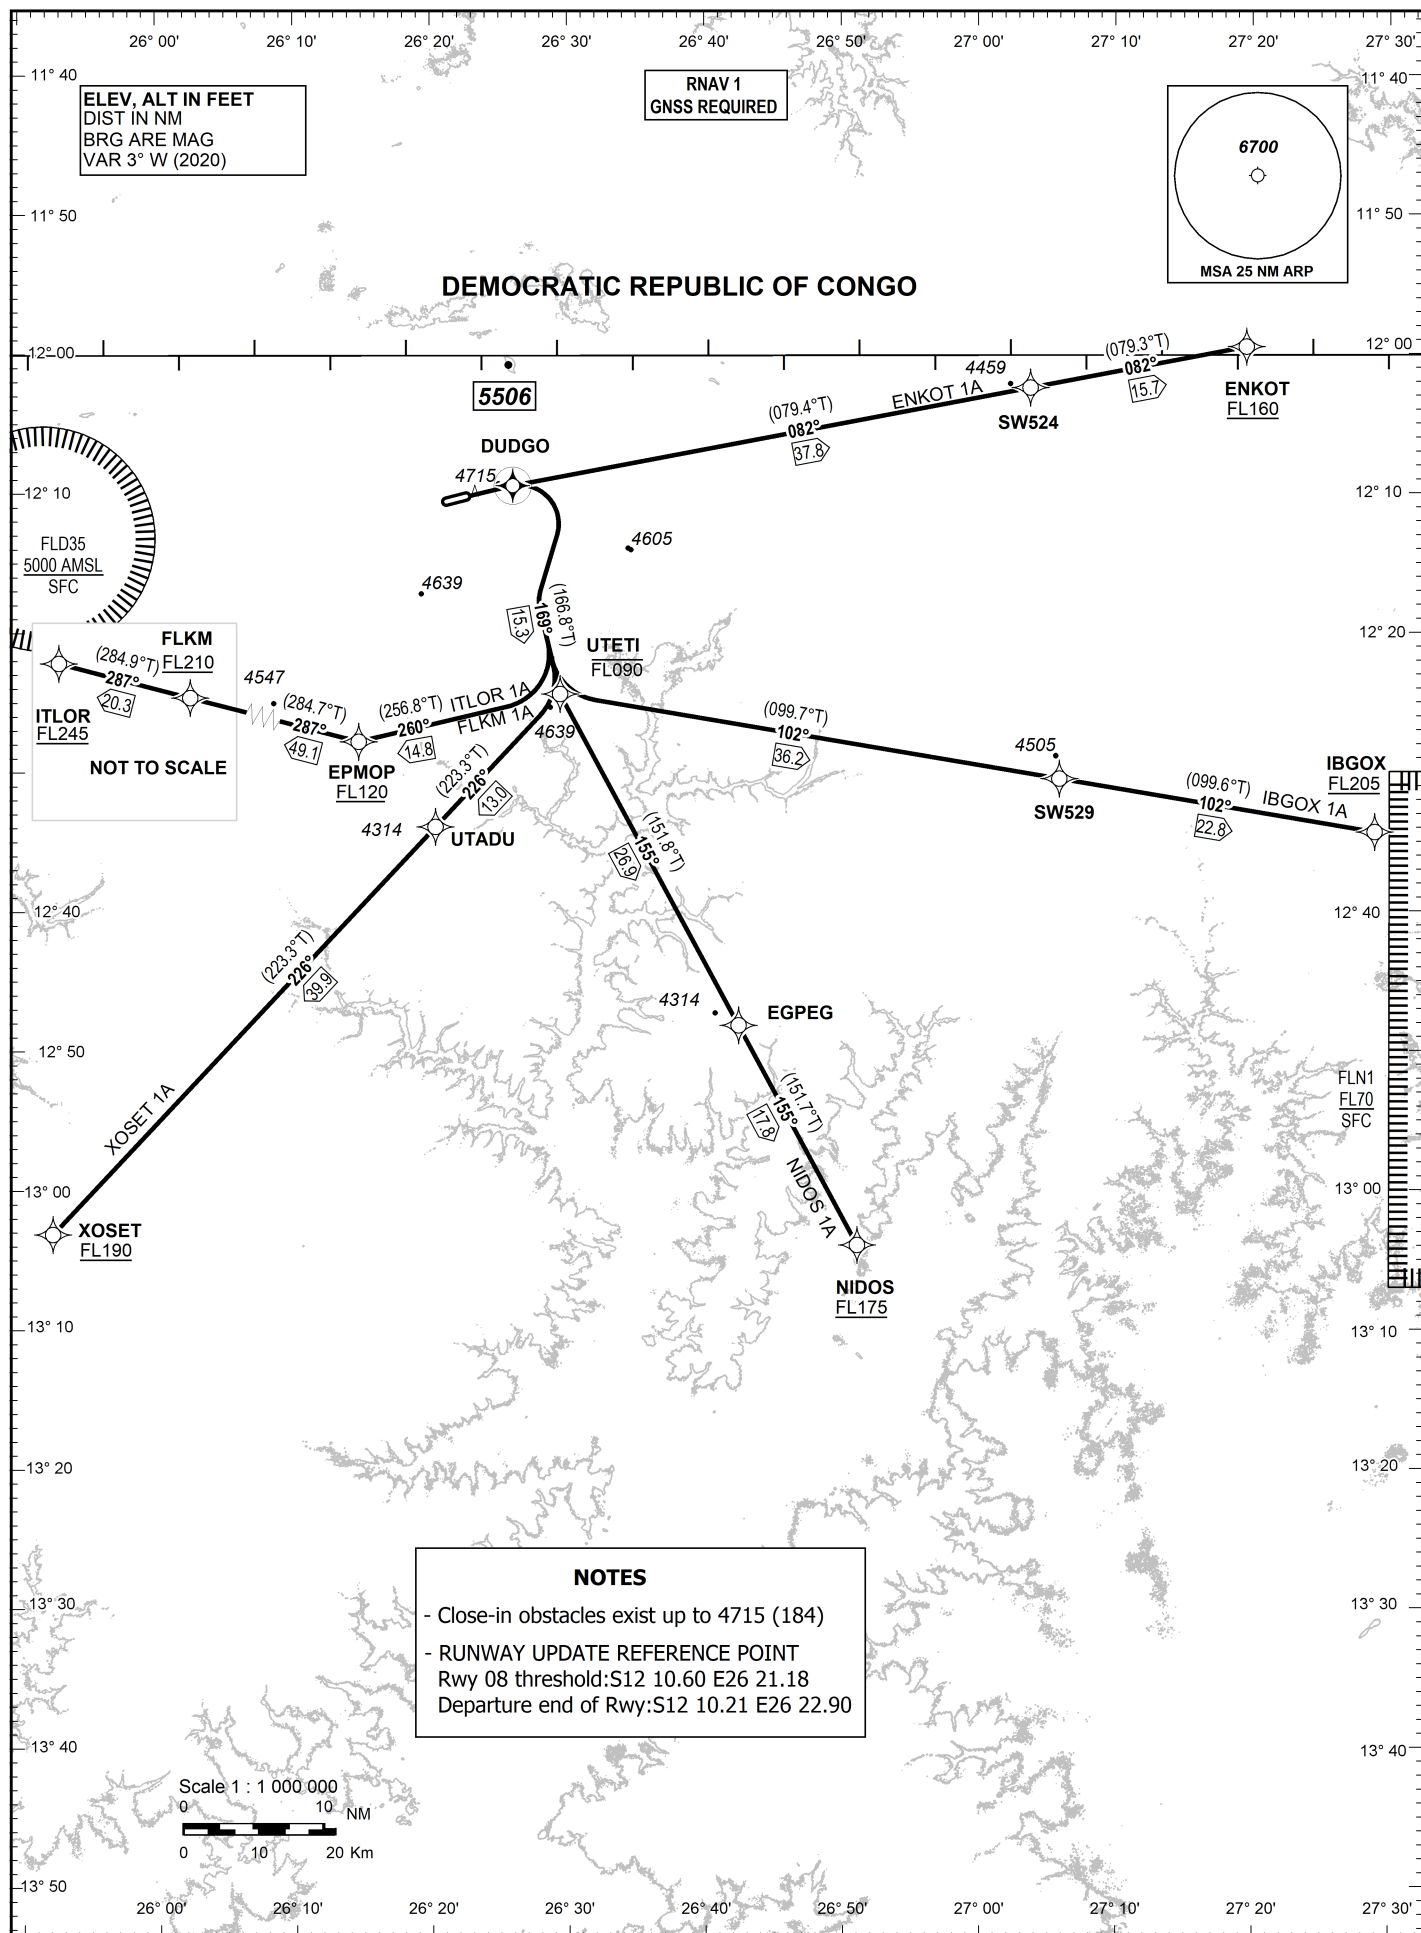 26° 00' 26° 10' 26° 20' 26° 30' 26° 40' 26° 50' 27° 00' 27° 10' 27° 20' 27° 30'
11° 40
11° 40
ELEV, ALT IN FEET
DIST IN NM
BRG ARE MAG
VAR 3° W (2020)
RNAV 1
GNSS REQUIRED
6700
MSA 25 NM ARP
11° 50
11° 50
DEMOCRATIC REPUBLIC OF CONGO
12° 00
12° 00
5506
4459
(079.3°T)
082°
15.7
ENKOT
FL160
ENKOT 1A
SW524
(079.4°T)
082°
37.8
DUDGO
4715
12° 10
12° 10
FLD35
5000 AMSL
SFC
4605
4639
(166.8°T)
169°
15.3
12° 20
UTETI
FL090
FLKM
FL210
(284.9°T)
287°
20.3
ITLOR
FL245
NOT TO SCALE
4547
(284.7°T)
287°
49.1
EPMOP
FL120
(256.8°T)
260°
14.8
ITLOR 1A
FLKM 1A
4639
(099.7°T)
102°
36.2
4505
SW529
IBGOX
FL205
(099.6°T)
102°
22.8
IBGOX 1A
(223.3°T)
226°
13.0
4314
UTADU
(151.8°T)
155°
26.9
12° 40
12° 40
(223.3°T)
226°
39.9
4314
EGPEG
12° 50
(151.7°T)
155°
17.8
FLN1
FL70
SFC
XOSET 1A
NIDOS 1A
13° 00
13° 00
XOSET
FL190
NIDOS
FL175
13° 10
13° 10
13° 20
13° 20
NOTES
- Close-in obstacles exist up to 4715 (184)
- RUNWAY UPDATE REFERENCE POINT
Rwy 08 threshold:S12 10.60 E26 21.18
Departure end of Rwy:S12 10.21 E26 22.90
13° 30
13° 30
13° 40
13° 40
Scale 1 : 1 000 000
0 10 NM
0 10 20 Km
13° 50
26° 00' 26° 10' 26° 20' 26° 30' 26° 40' 26° 50' 27° 00' 27° 10' 27° 20' 27° 30'